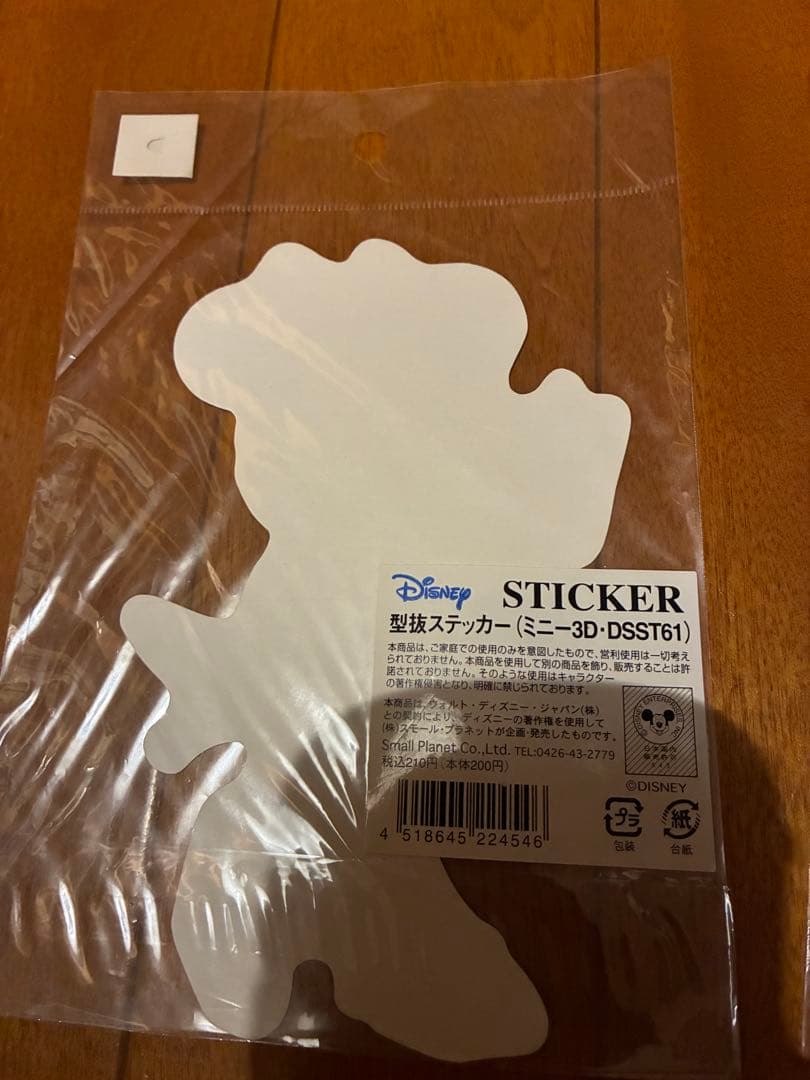 Disney STICKER
型抜ステッカー(ミニー3D・DSST61)
本商品は、ご家庭での使用のみを意図したもので、営利使用は一切考え
られておりません。本商品を使用して別の商品を飾り、販売することは許
諾されておりません。そのような使用はキャラクター
の著作権侵害となり、明確に禁じられております。
本商品は、ウォルト・ディズニー・ジャパン(株)
との契約により、ディズニーの著作権を使用して
(株)スモール・プラネットが企画・発売したものです。
Small Planet Co.,Ltd. TEL:0426-43-2779
税込210円(本体200円)
©DISNEY ENTERPRISES, INC.
日本国内
©DISNEY
4 518645 224546
プラ
包装
紙
台紙